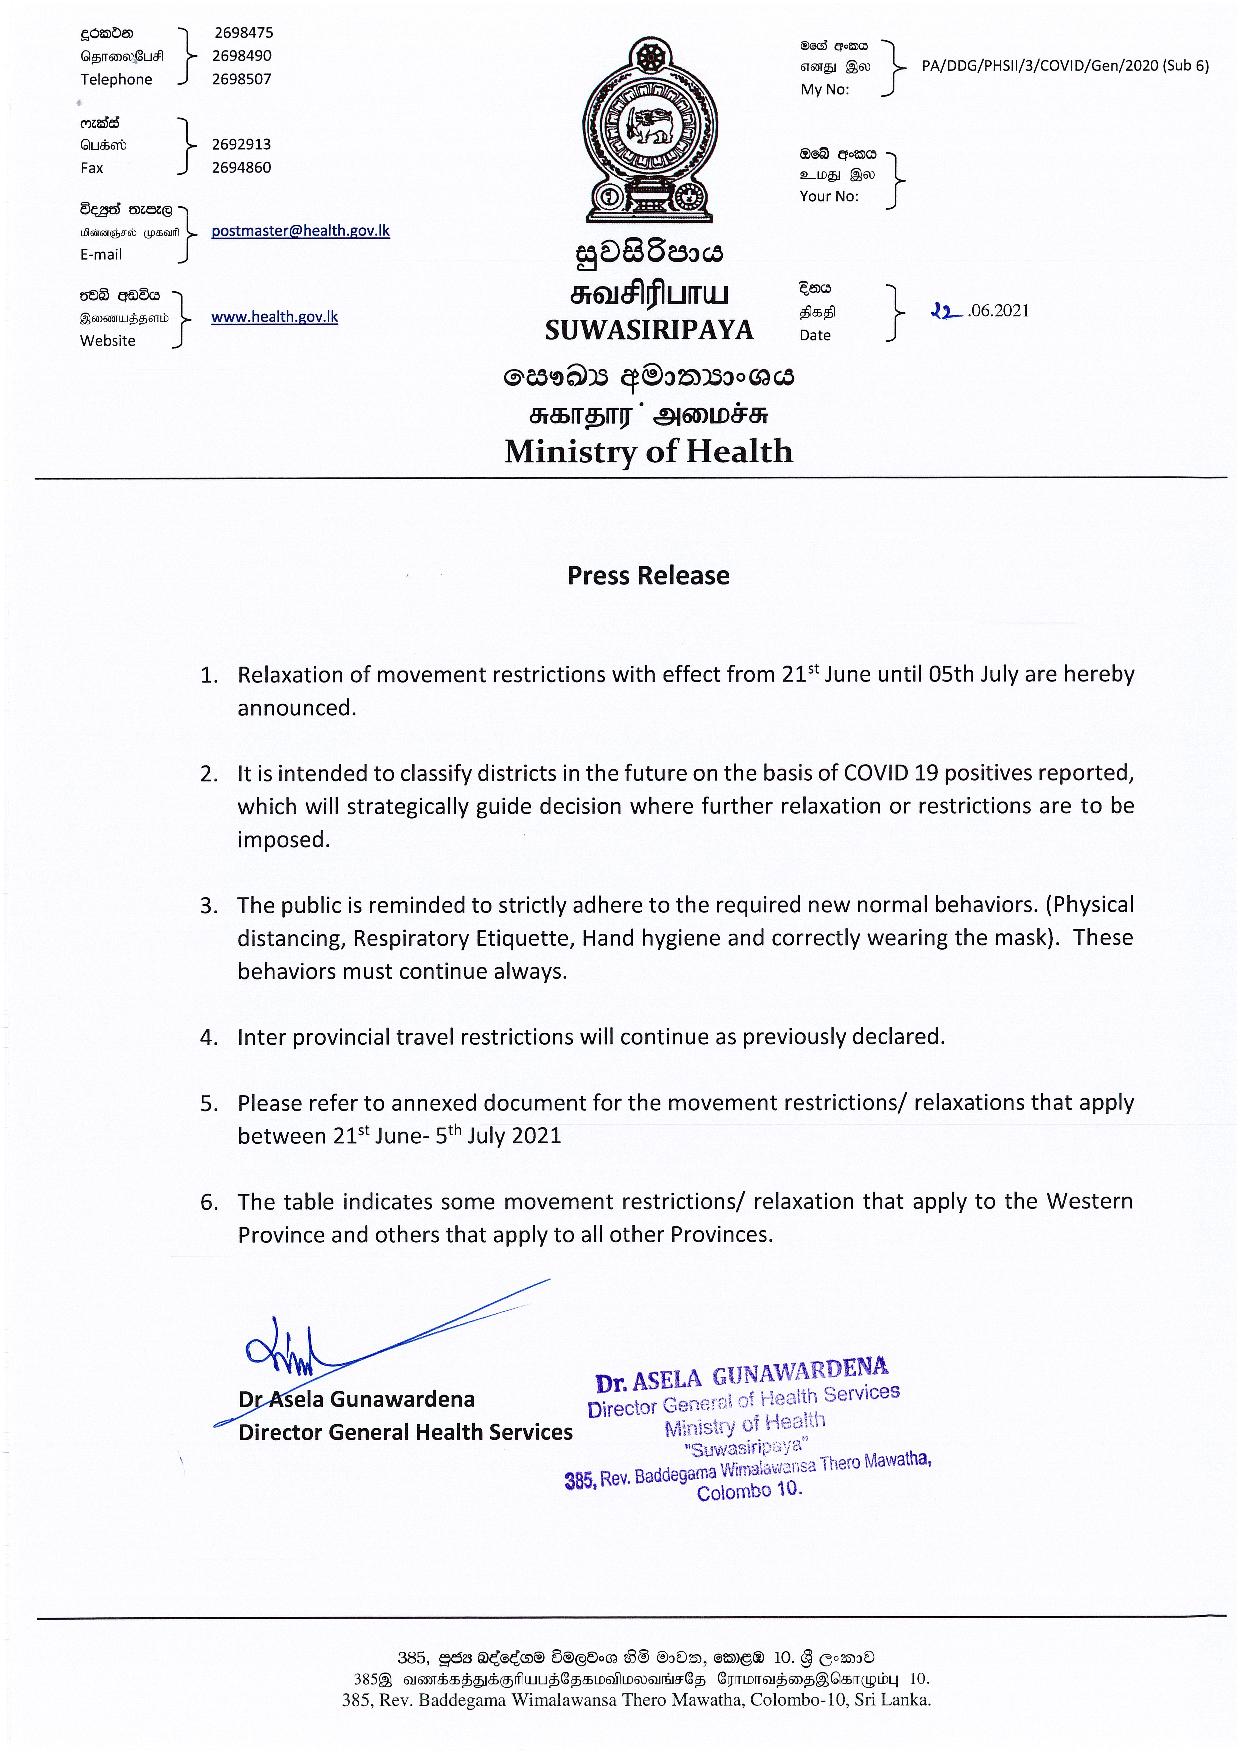 දුරකථන
தொலைபேசி
Telephone
2698475
2698490
2698507
ෆැක්ස්
பெக்ஸ்
Fax
2692913
2694860
විද්‍යුත් තැපෑල
மின்னஞ்சல் முகவரி
E-mail
postmaster@health.gov.lk
වෙබ් අඩවිය
இலணயத்தளம்
Website
www.health.gov.lk
සුවසිරිපාය
சுவசிரிபாய
SUWASIRIPAYA
සෞඛ්‍ය අමාත්‍යාංශය
சுகாதார அமைச்சு
Ministry of Health
මගේ අංකය
எனது இல
My No:
PA/DDG/PHSII/3/COVID/Gen/2020 (Sub 6)
ඔබේ අංකය
உமது இல
Your No:
දිනය
திகதி
Date
22.06.2021
Press Release
1. Relaxation of movement restrictions with effect from 21st June until 05th July are hereby
announced.
2. It is intended to classify districts in the future on the basis of COVID 19 positives reported,
which will strategically guide decision where further relaxation or restrictions are to be
imposed.
3. The public is reminded to strictly adhere to the required new normal behaviors. (Physical
distancing, Respiratory Etiquette, Hand hygiene and correctly wearing the mask). These
behaviors must continue always.
4. Inter provincial travel restrictions will continue as previously declared.
5. Please refer to annexed document for the movement restrictions/ relaxations that apply
between 21st June- 5th July 2021
6. The table indicates some movement restrictions/ relaxation that apply to the Western
Province and others that apply to all other Provinces.
Dr Asela Gunawardena
Director General Health Services
Dr. ASELA GUNAWARDENA
Director General of Health Services
Ministry of Health
"Suwasiripaya"
385, Rev. Baddegama Wimalawansa Thero Mawatha,
Colombo 10.
385, පූජ්‍ය බද්දේගම විමලවංශ හිමි මාවත, කොළඹ 10. ශ්‍රී ලංකාව
385இ வணக்கத்துக்குரியபத்தேகமவிமலவங்சதே ரோமாவத்தைஇகொழும்பு 10.
385, Rev. Baddegama Wimalawansa Thero Mawatha, Colombo-10, Sri Lanka.